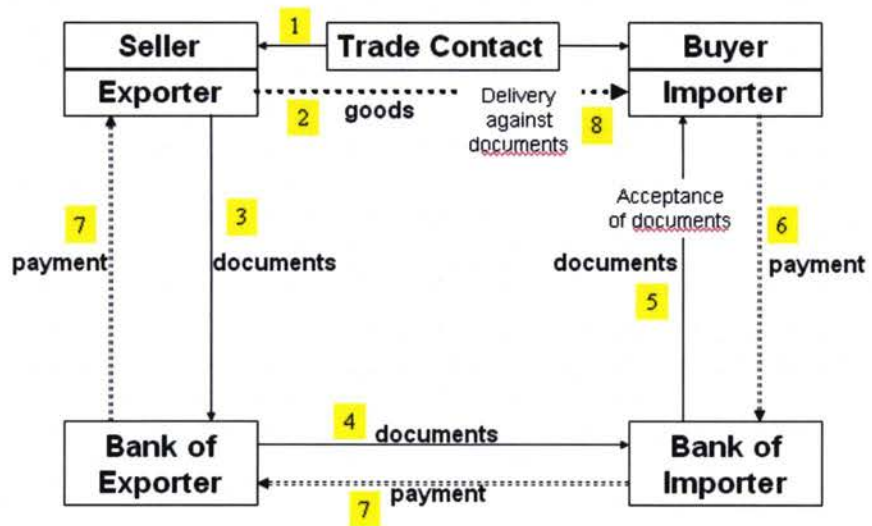 1
Seller
Trade Contact
Buyer
Exporter
2
goods
Delivery
against
documents
8
Importer
7
payment
3
documents
Acceptance
of documents
documents
5
6
payment
Bank of
Exporter
4
documents
7
payment
Bank of
Importer